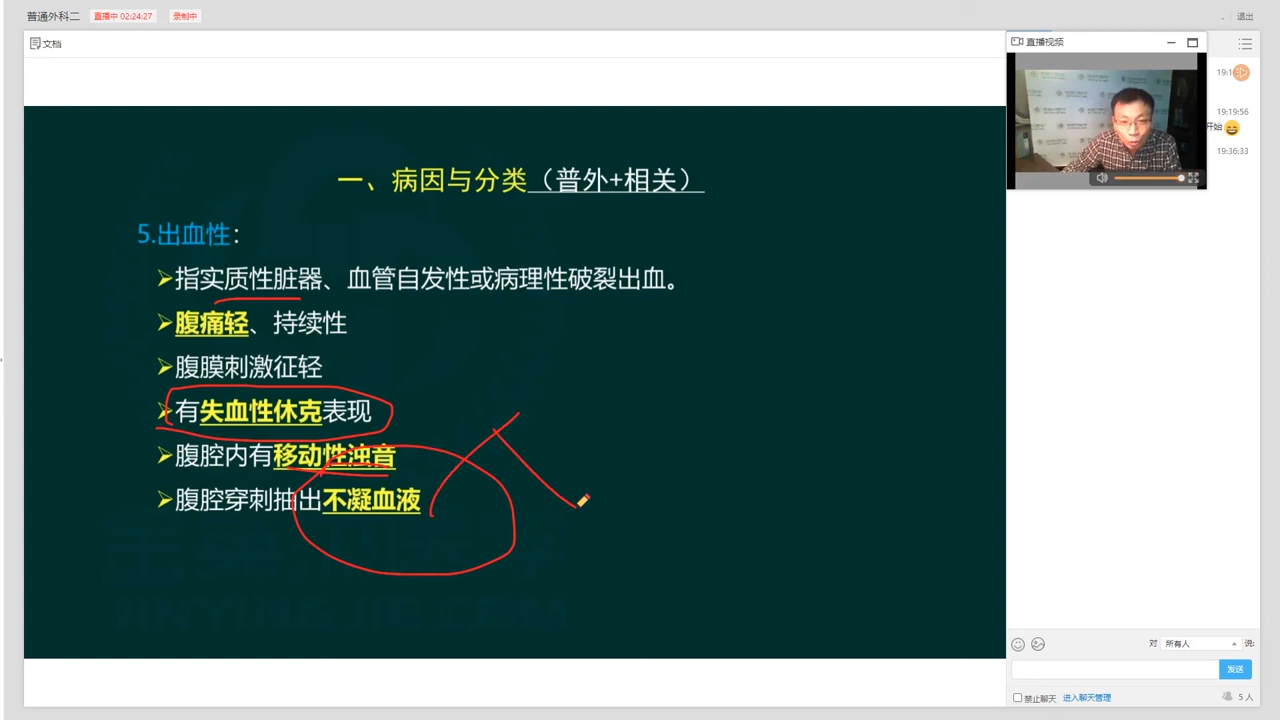 普通外科二 直播中 02:24:27 录制中 退出
文档
直播视频
19:1
19:19:56
开始
19:36:33
一、病因与分类（普外+相关）
5.出血性：
➢指实质性脏器、血管自发性或病理性破裂出血。
➢腹痛轻、持续性
➢腹膜刺激征轻
➢有失血性休克表现
➢腹腔内有移动性浊音
➢腹腔穿刺抽出不凝血液
JINYINGJIE.COM
对 所有人 说:
发送
禁止聊天 进入聊天管理 5 人